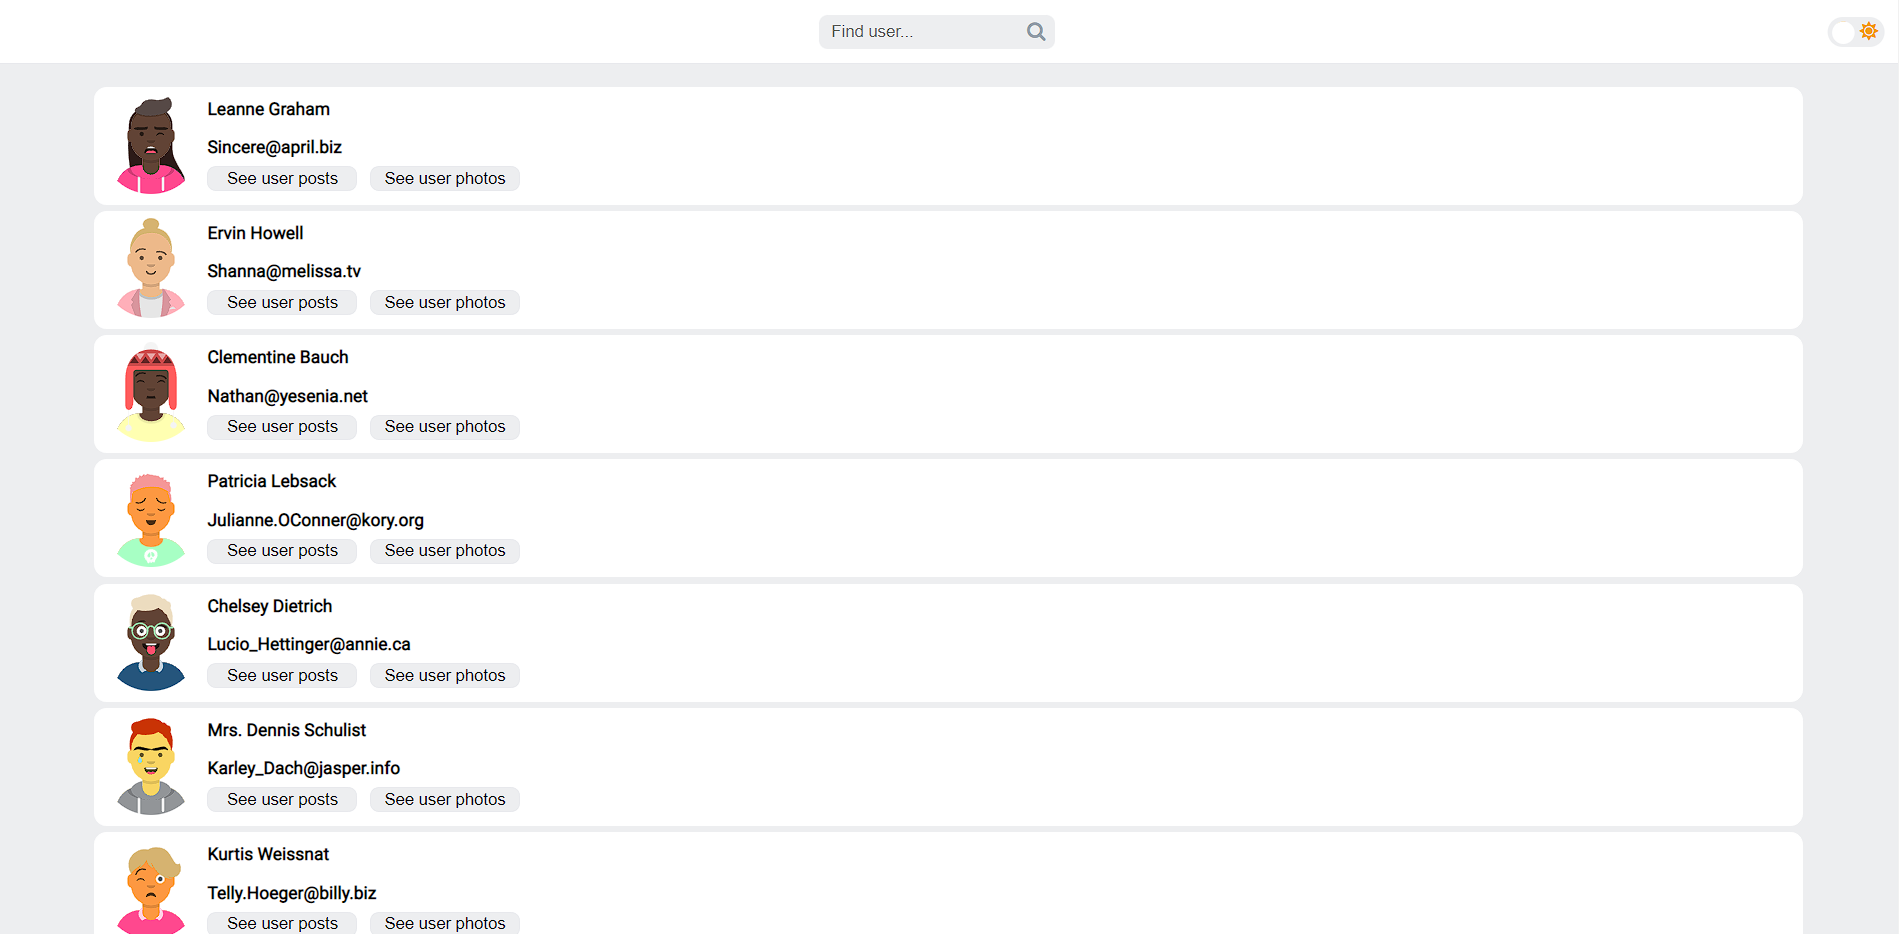 Find user...
Leanne Graham
Sincere@april.biz
See user posts See user photos
Ervin Howell
Shanna@melissa.tv
See user posts See user photos
Clementine Bauch
Nathan@yesenia.net
See user posts See user photos
Patricia Lebsack
Julianne.OConner@kory.org
See user posts See user photos
Chelsey Dietrich
Lucio_Hettinger@annie.ca
See user posts See user photos
Mrs. Dennis Schulist
Karley_Dach@jasper.info
See user posts See user photos
Kurtis Weissnat
Telly.Hoeger@billy.biz
See user posts See user photos